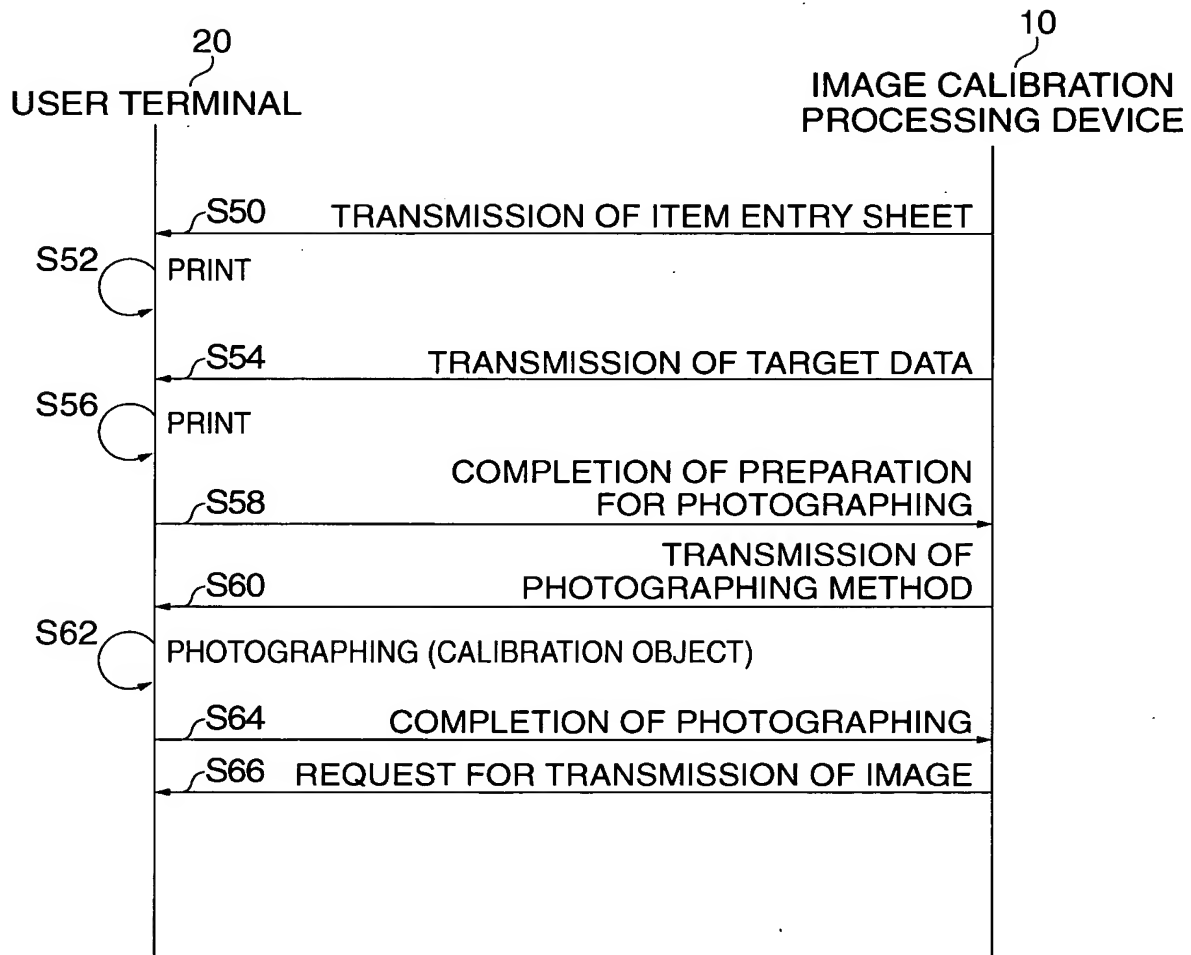 20
USER TERMINAL
10
IMAGE CALIBRATION
PROCESSING DEVICE
S50
TRANSMISSION OF ITEM ENTRY SHEET
S52
PRINT
S54
TRANSMISSION OF TARGET DATA
S56
PRINT
COMPLETION OF PREPARATION
FOR PHOTOGRAPHING
S58
TRANSMISSION OF
PHOTOGRAPHING METHOD
S60
S62
PHOTOGRAPHING (CALIBRATION OBJECT)
S64
COMPLETION OF PHOTOGRAPHING
S66
REQUEST FOR TRANSMISSION OF IMAGE